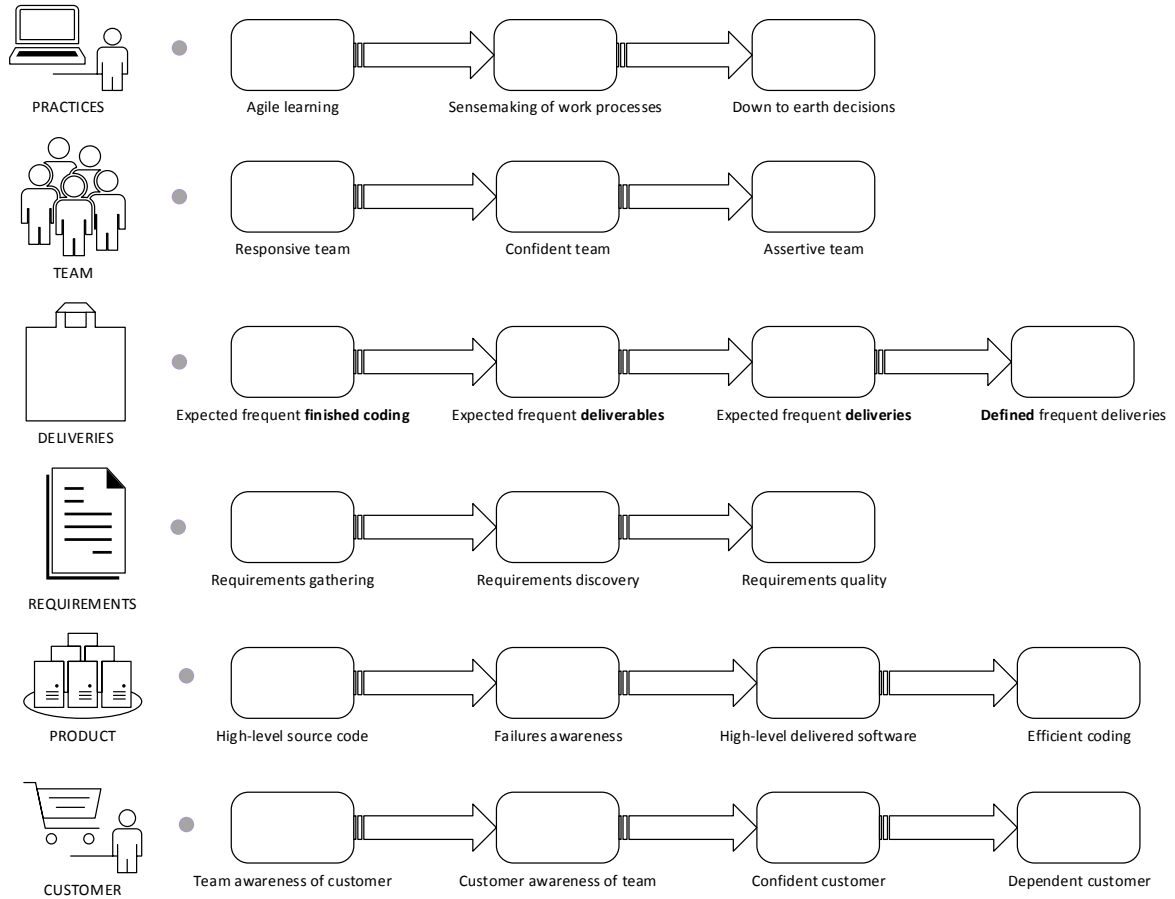 PRACTICES
Agile learning
Sensemaking of work processes
Down to earth decisions
TEAM
Responsive team
Confident team
Assertive team
DELIVERIES
Expected frequent finished coding
Expected frequent deliverables
Expected frequent deliveries
Defined frequent deliveries
REQUIREMENTS
Requirements gathering
Requirements discovery
Requirements quality
PRODUCT
High-level source code
Failures awareness
High-level delivered software
Efficient coding
CUSTOMER
Team awareness of customer
Customer awareness of team
Confident customer
Dependent customer